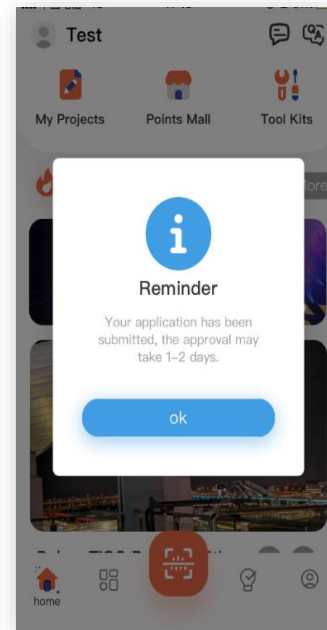 Test
My Projects
Points Mall
Tool Kits
More
Reminder
Your application has been
submitted, the approval may
take 1-2 days.
ok
home